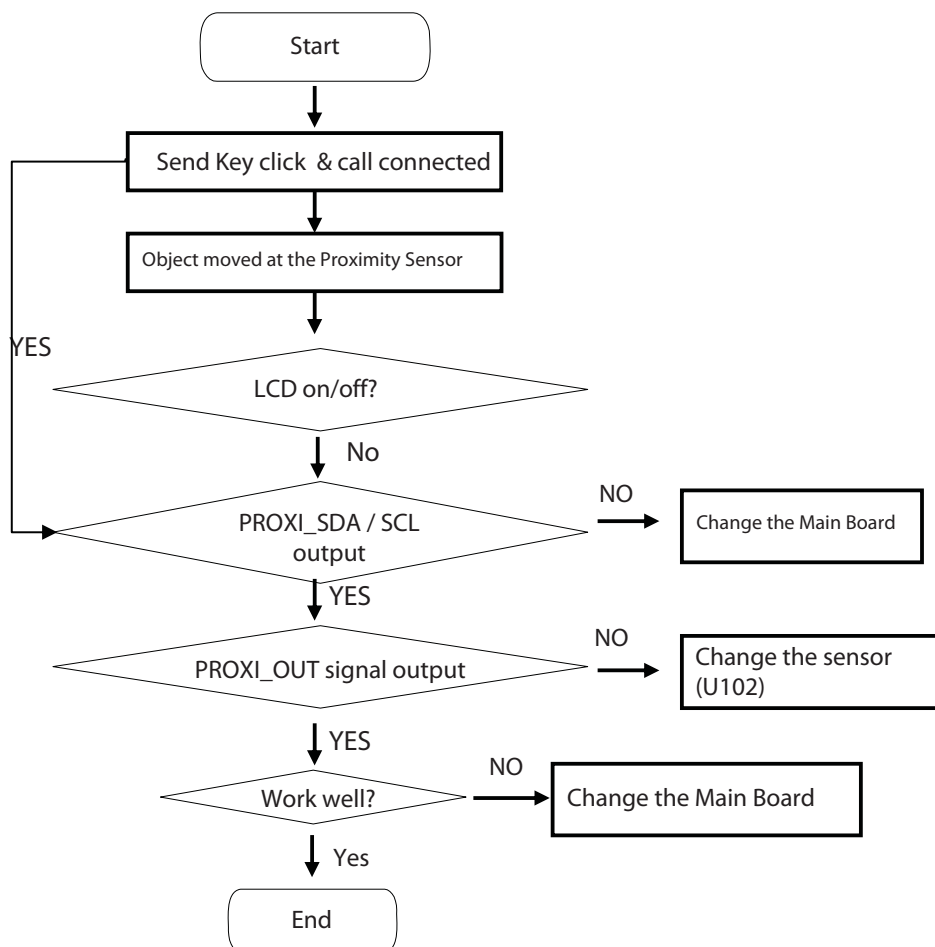 Start
Send Key click & call connected
Object moved at the Proximity Sensor
YES
LCD on/off?
No
PROXI_SDA / SCL
output
NO
Change the Main Board
YES
PROXI_OUT signal output
NO
Change the sensor
(U102)
YES
Work well?
NO
Change the Main Board
Yes
End